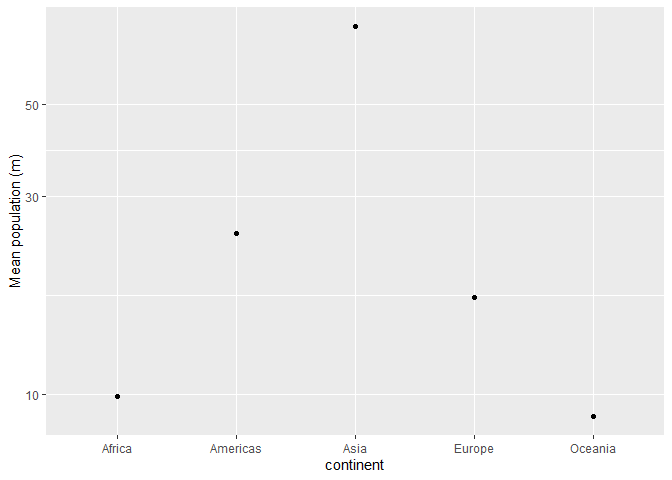 50
30
10
Mean population (m)
Africa Americas Asia Europe Oceania
continent